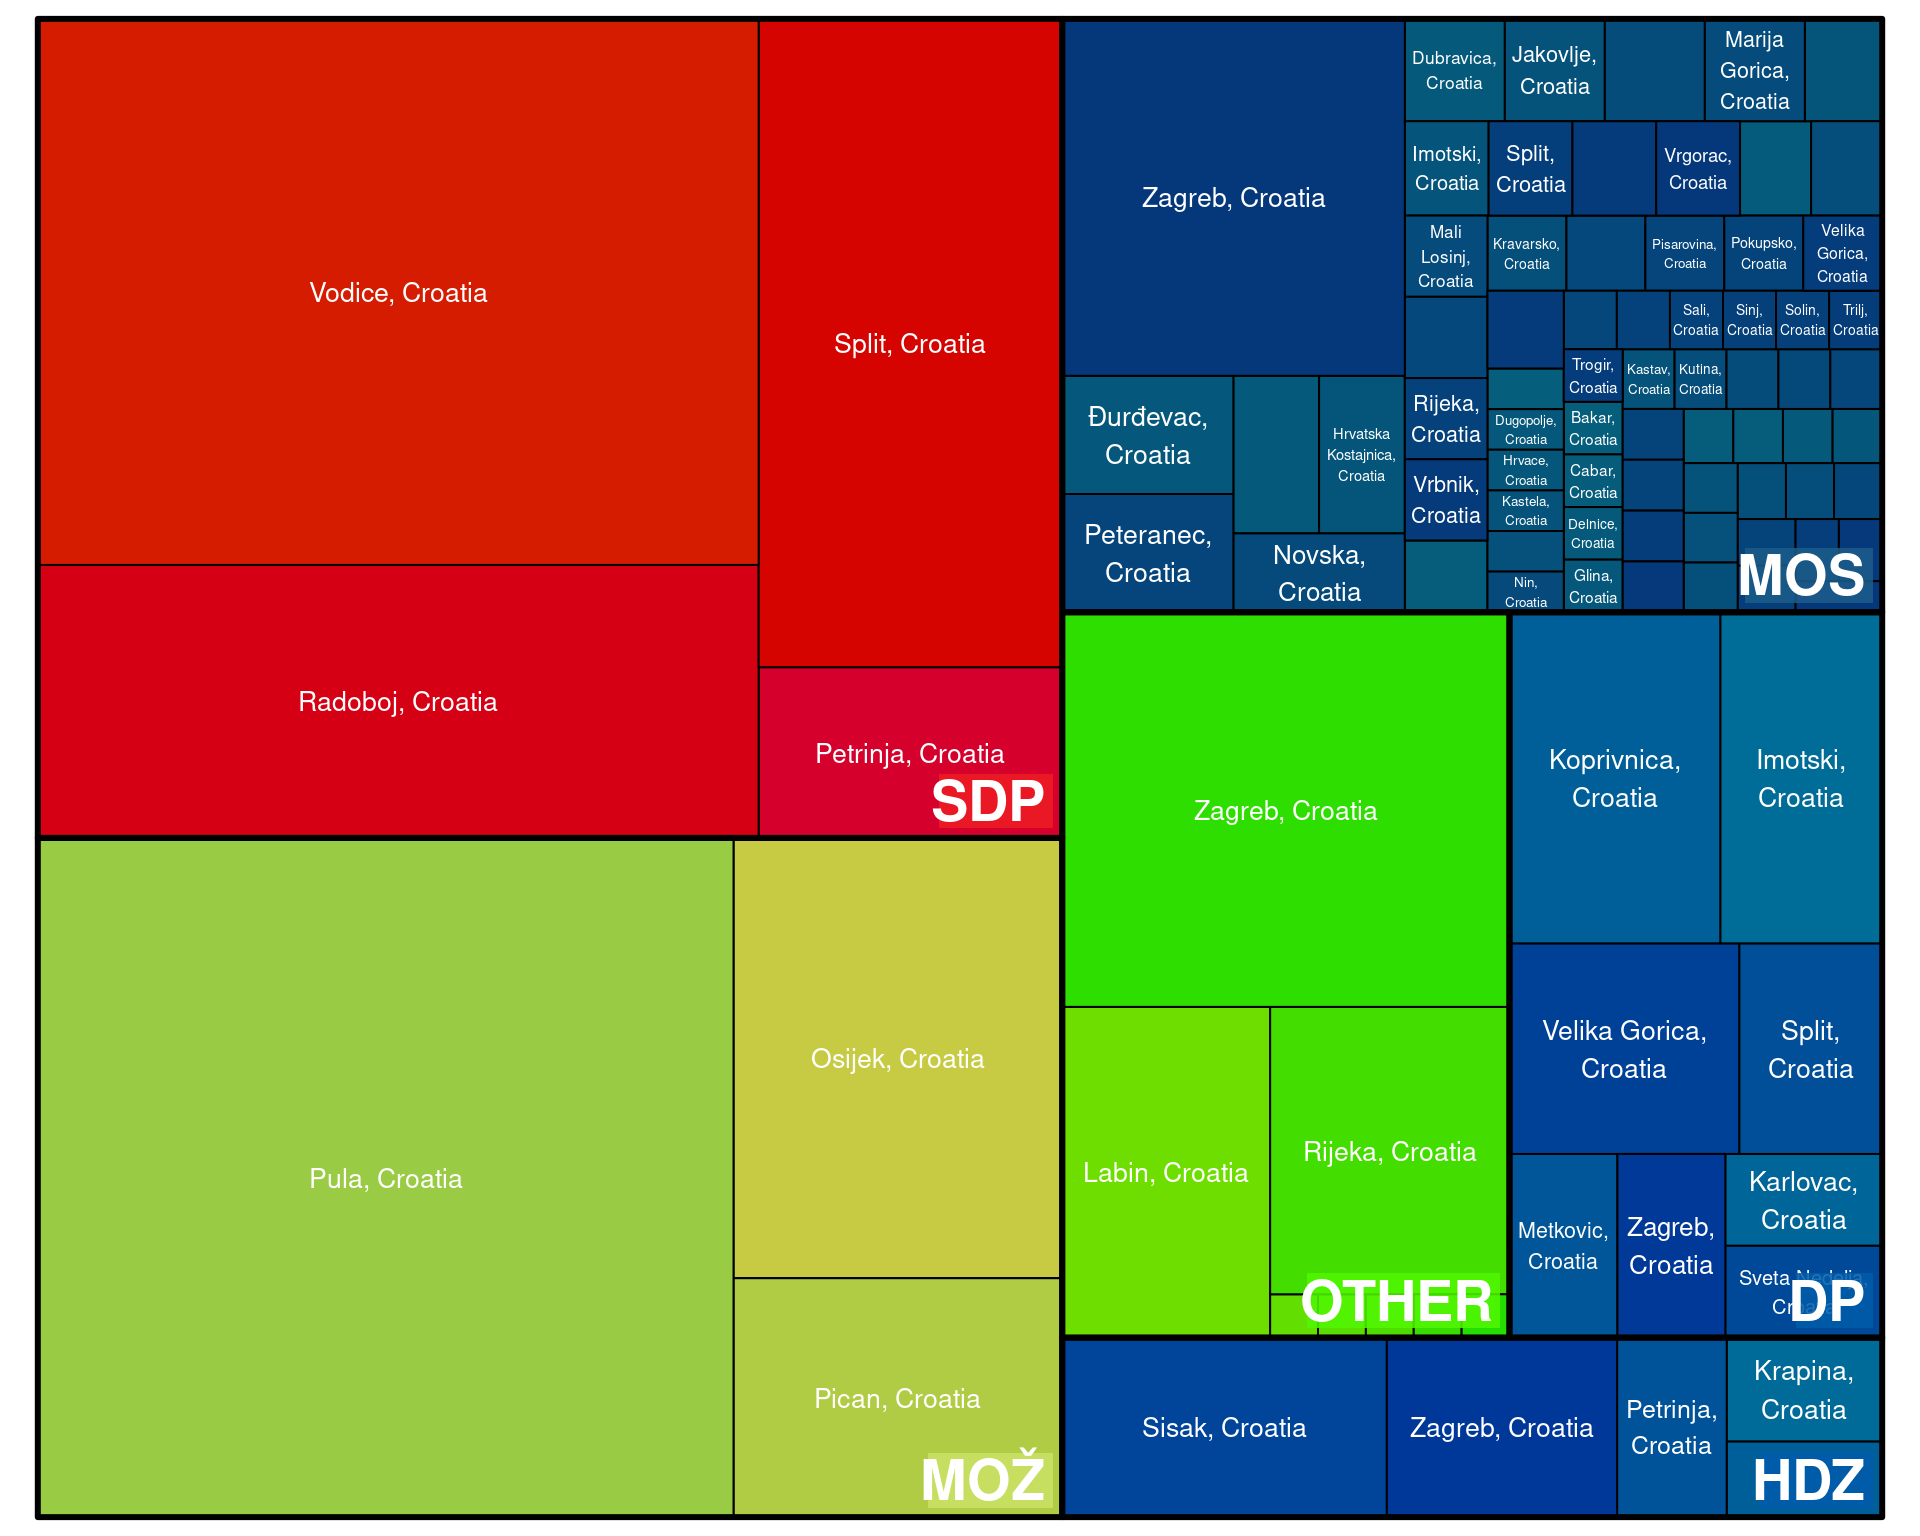 Vodice, Croatia
Split, Croatia
Radoboj, Croatia
Petrinja, Croatia
SDP
Pula, Croatia
Osijek, Croatia
Pican, Croatia
MOŽ
Zagreb, Croatia
Đurđevac,
Croatia
Peteranec,
Croatia
Hrvatska
Kostajnica,
Croatia
Novska,
Croatia
Dubravica,
Croatia
Jakovlje,
Croatia
Marija
Gorica,
Croatia
Imotski,
Croatia
Split,
Croatia
Vrgorac,
Croatia
Mali
Losinj,
Croatia
Kravarsko,
Croatia
Pisarovina,
Croatia
Pokupsko,
Croatia
Velika
Gorica,
Croatia
Sali,
Croatia
Sinj,
Croatia
Solin,
Croatia
Trilj,
Croatia
Rijeka,
Croatia
Vrbnik,
Croatia
Dugopolje,
Croatia
Hrvace,
Croatia
Kastela,
Croatia
Nin,
Croatia
Trogir,
Croatia
Kastav,
Croatia
Kutina,
Croatia
Bakar,
Croatia
Cabar,
Croatia
Delnice,
Croatia
Glina,
Croatia
MOS
Zagreb, Croatia
Labin, Croatia
Rijeka, Croatia
OTHER
Koprivnica,
Croatia
Imotski,
Croatia
Velika Gorica,
Croatia
Split,
Croatia
Metkovic,
Croatia
Zagreb,
Croatia
Karlovac,
Croatia
Sveta Nedelja,
Croatia
DP
Sisak, Croatia
Zagreb, Croatia
Petrinja,
Croatia
Krapina,
Croatia
HDZ